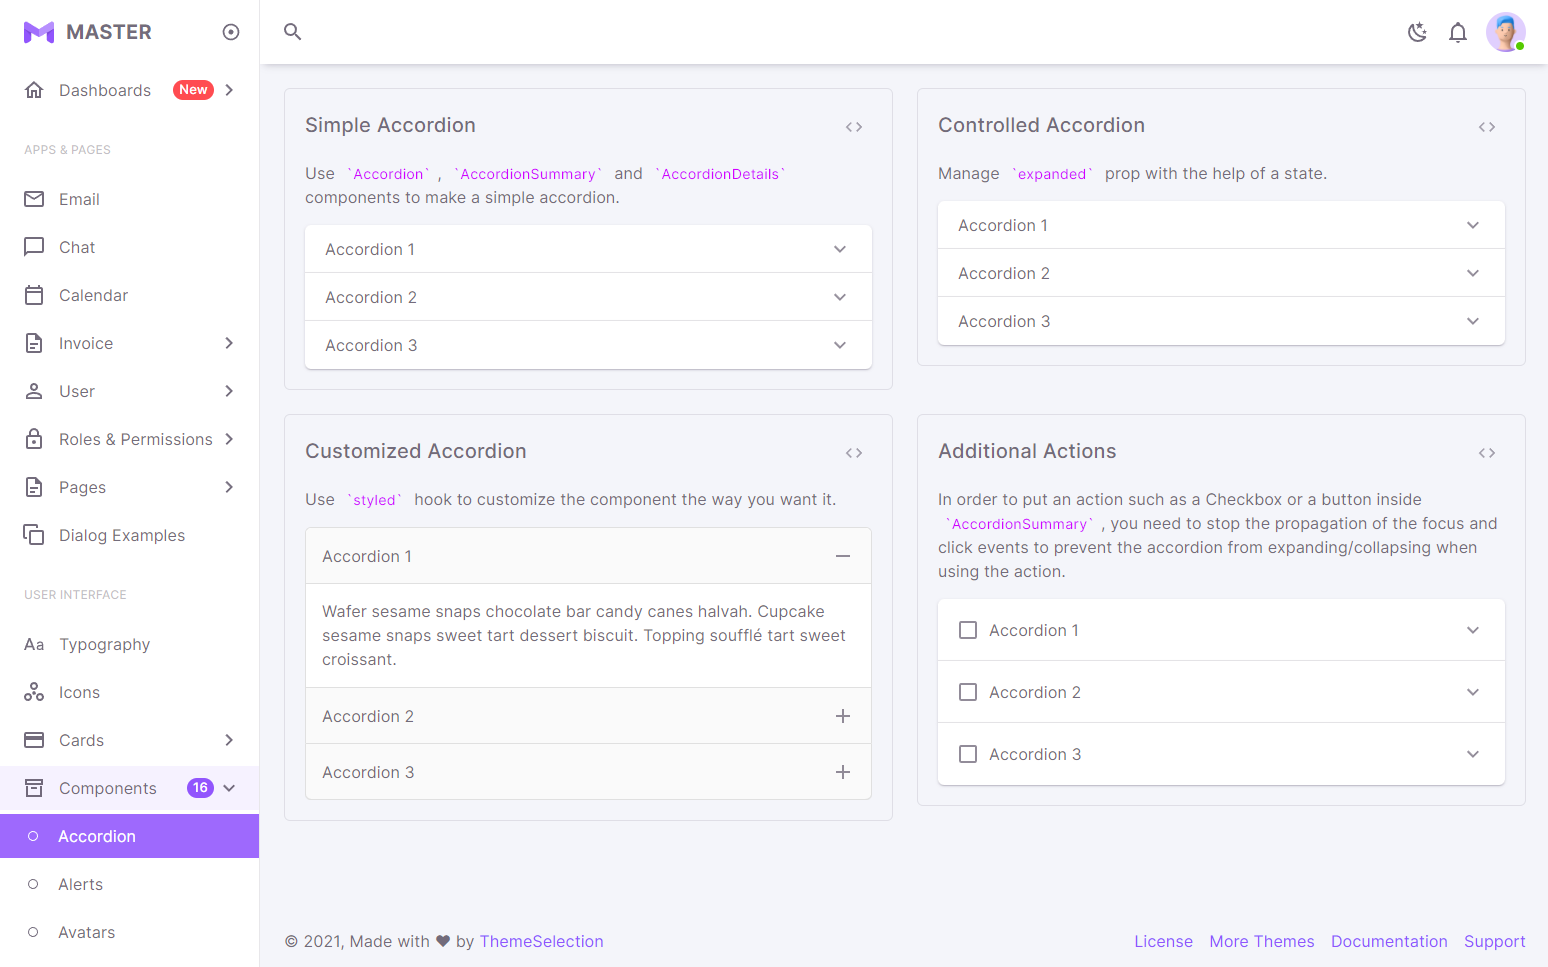 MASTER
Dashboards New
APPS & PAGES
Email
Chat
Calendar
Invoice
User
Roles & Permissions
Pages
Dialog Examples
USER INTERFACE
Aa Typography
Icons
Cards
Components 16
Accordion
Alerts
Avatars
Simple Accordion
Use `Accordion` , `AccordionSummary` and `AccordionDetails`
components to make a simple accordion.
Accordion 1
Accordion 2
Accordion 3
Controlled Accordion
Manage `expanded` prop with the help of a state.
Accordion 1
Accordion 2
Accordion 3
Customized Accordion
Use `styled` hook to customize the component the way you want it.
Accordion 1
Wafer sesame snaps chocolate bar candy canes halvah. Cupcake
sesame snaps sweet tart dessert biscuit. Topping soufflé tart sweet
croissant.
Accordion 2
Accordion 3
Additional Actions
In order to put an action such as a Checkbox or a button inside
`AccordionSummary` , you need to stop the propagation of the focus and
click events to prevent the accordion from expanding/collapsing when
using the action.
Accordion 1
Accordion 2
Accordion 3
© 2021, Made with ❤ by ThemeSelection
License More Themes Documentation Support